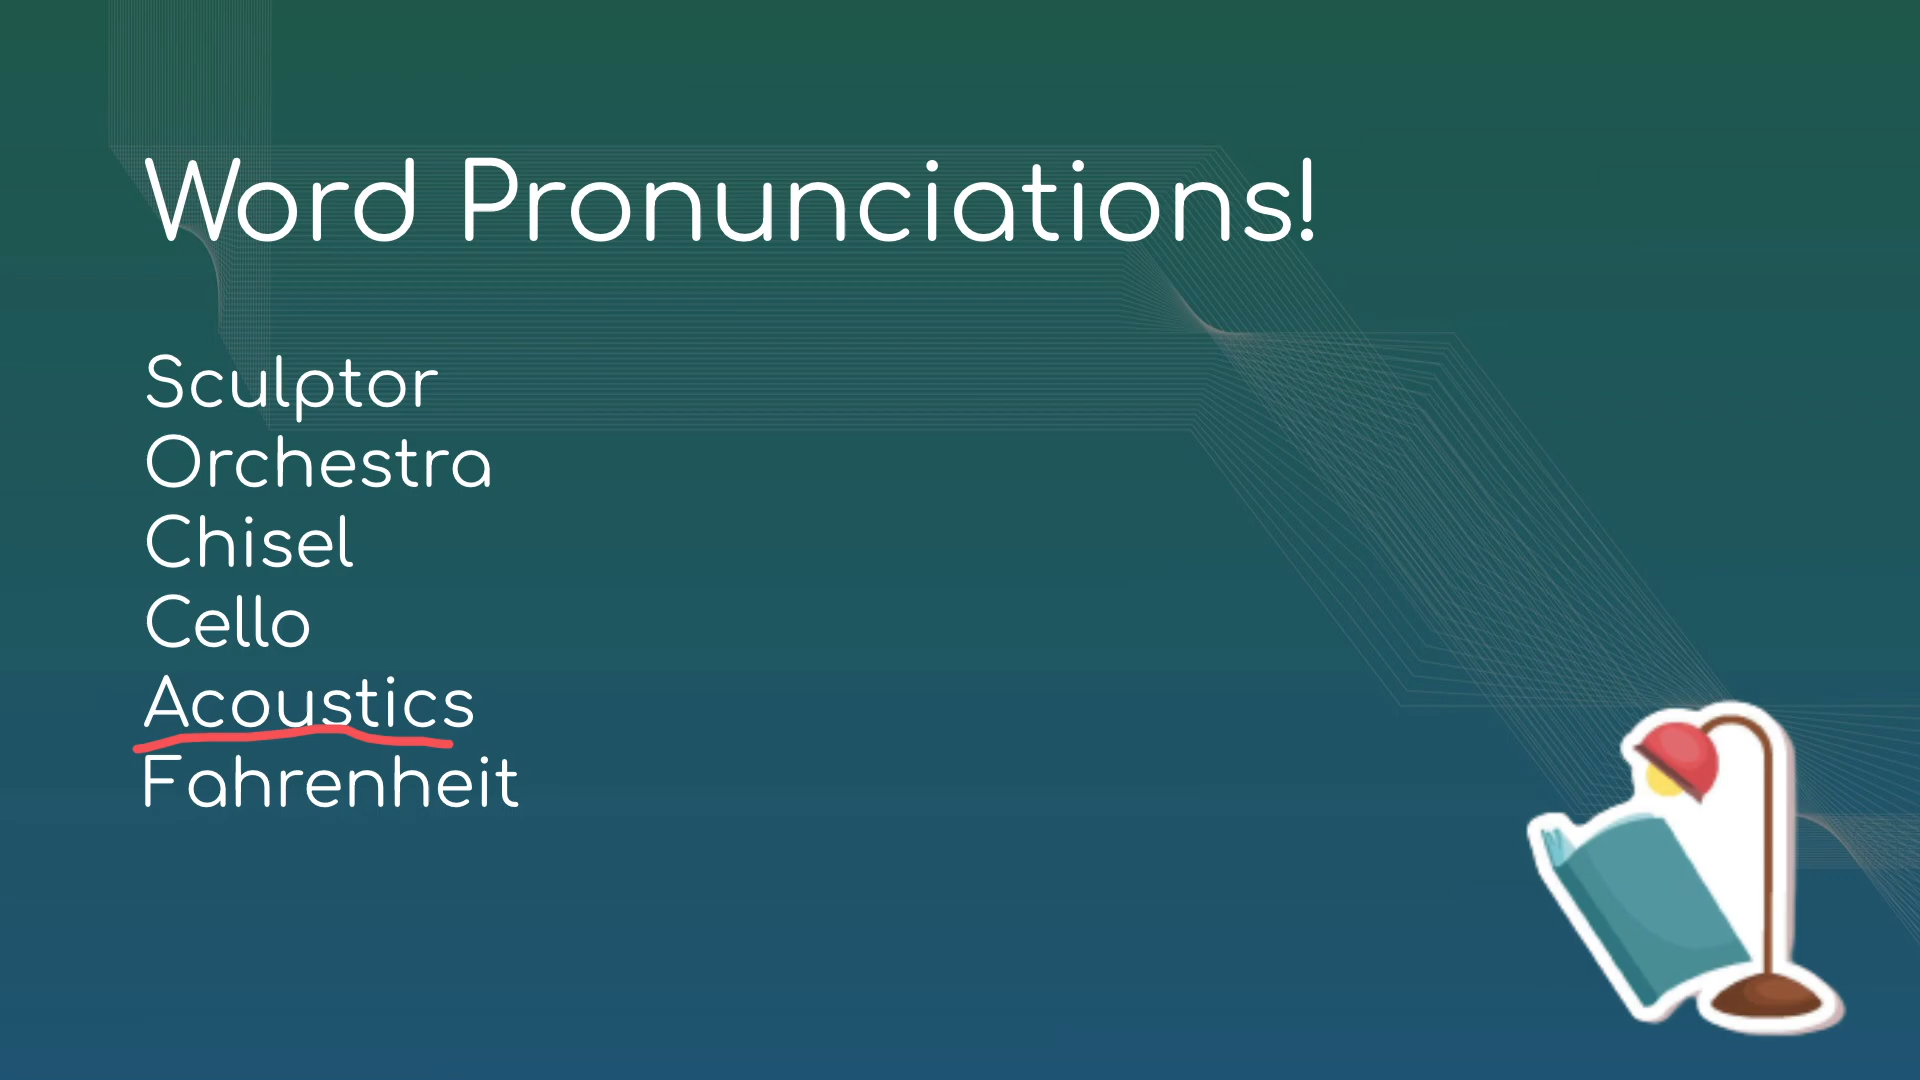 Word Pronunciations!
Sculptor
Orchestra
Chisel
Cello
Acoustics
Fahrenheit